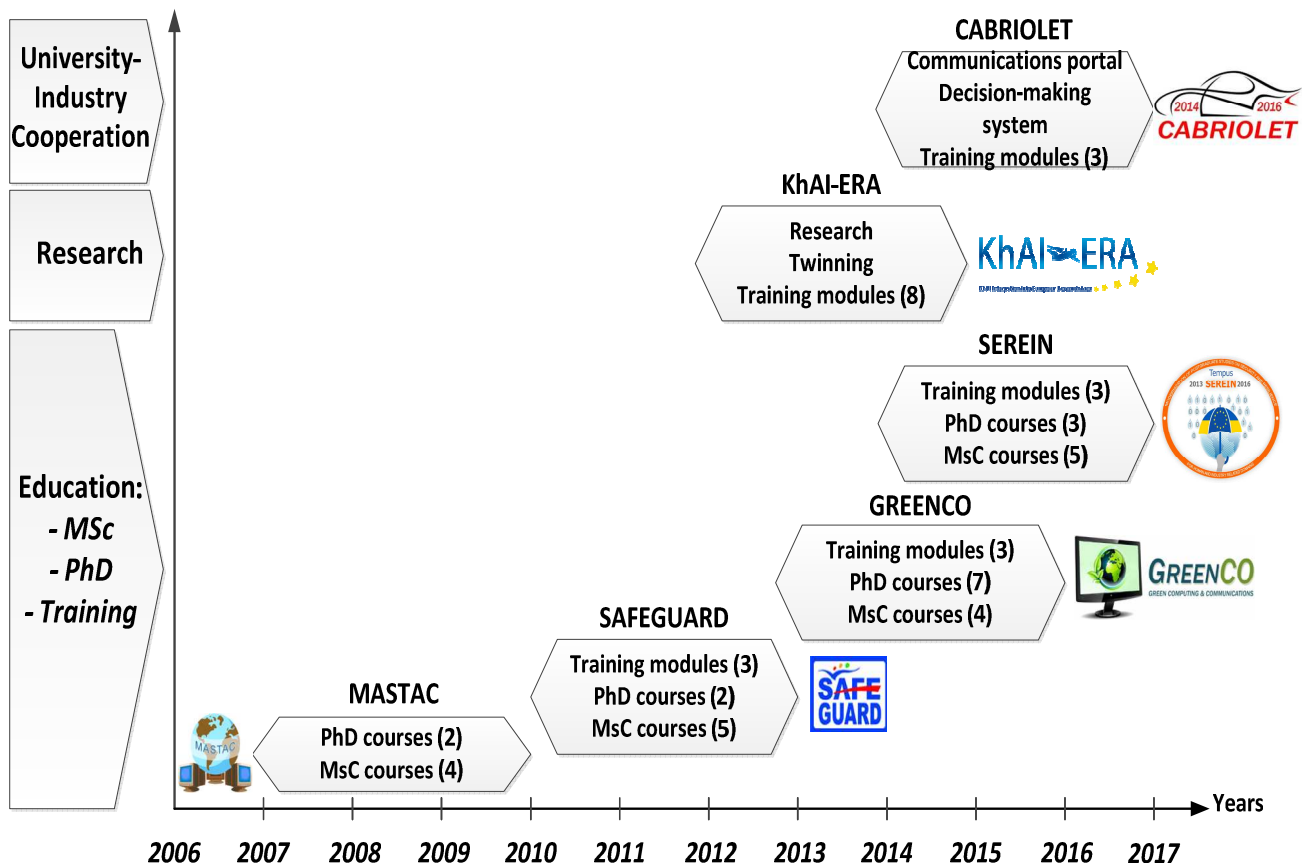 University-
Industry
Cooperation
Research
Education:
- MSc
- PhD
- Training
CABRIOLET
Communications portal
Decision-making
system
Training modules (3)
2014 2016
CABRIOLET
KhAI-ERA
Research
Twinning
Training modules (8)
KhAI ERA
SEREIN
Training modules (3)
PhD courses (3)
MsC courses (5)
Tempus
2013 SEREIN 2016
GREENCO
Training modules (3)
PhD courses (7)
MsC courses (4)
GREENCO
GREEN COMPUTING & COMMUNICATIONS
SAFEGUARD
Training modules (3)
PhD courses (2)
MsC courses (5)
SAFE
GUARD
MASTAC
PhD courses (2)
MsC courses (4)
MASTAC
Years
2006 2007 2008 2009 2010 2011 2012 2013 2014 2015 2016 2017